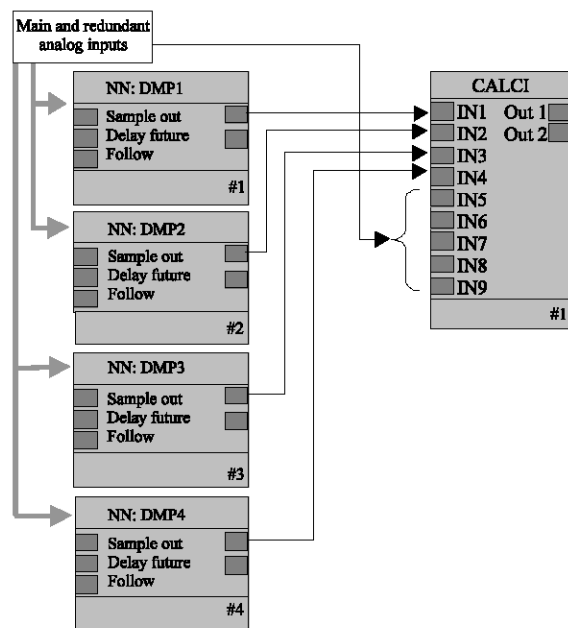 Main and redundant
analog inputs
NN: DMP1
Sample out
Delay future
Follow
#1
NN: DMP2
Sample out
Delay future
Follow
#2
NN: DMP3
Sample out
Delay future
Follow
#3
NN: DMP4
Sample out
Delay future
Follow
#4
CALCI
IN1 Out 1
IN2 Out 2
IN3
IN4
IN5
IN6
IN7
IN8
IN9
#1